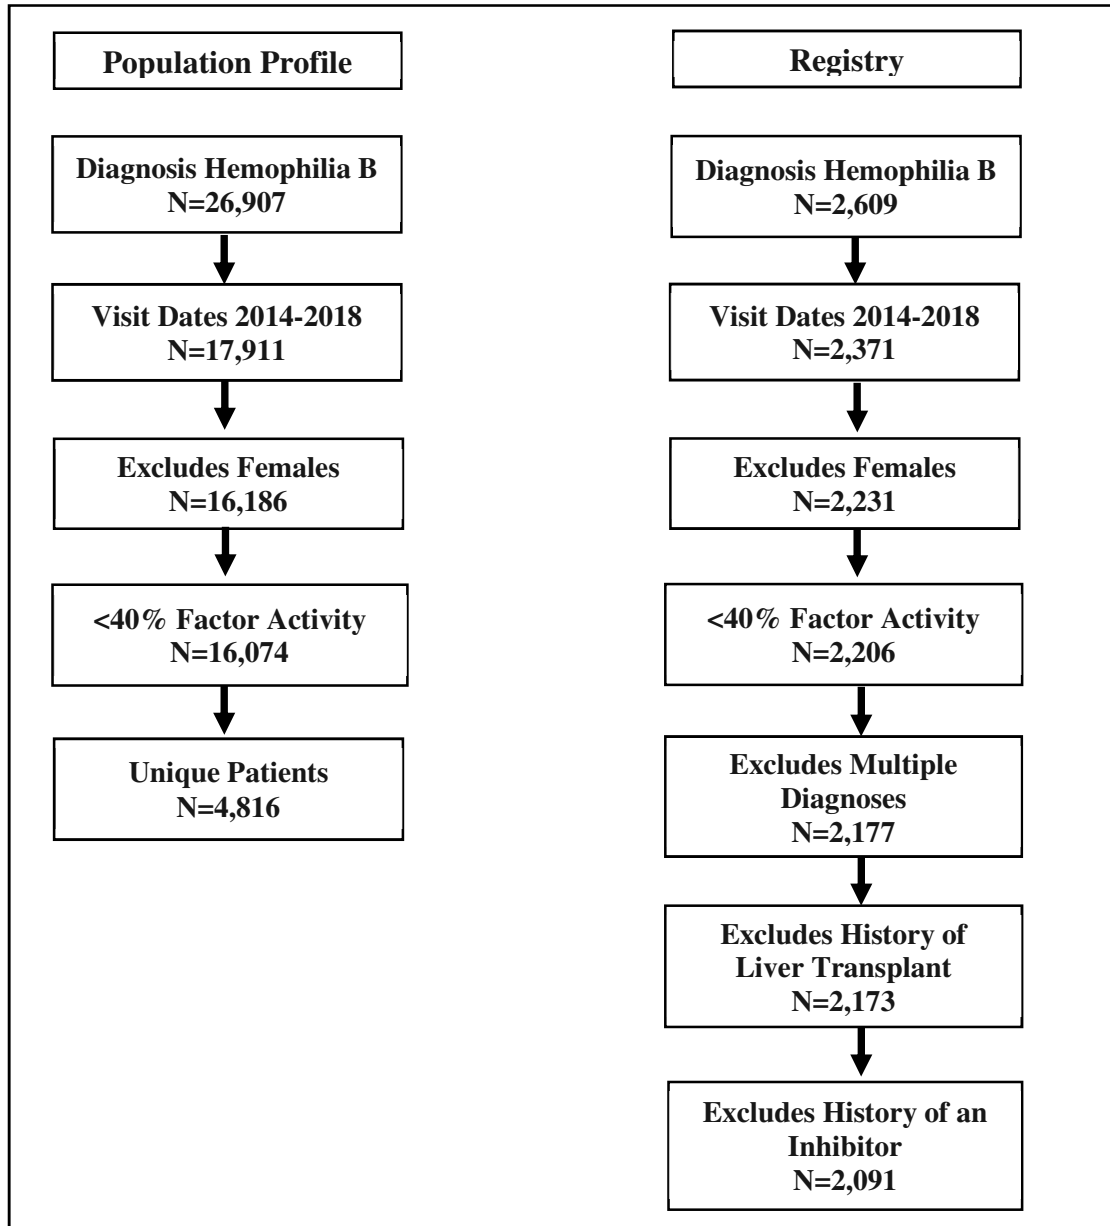 Population Profile
Diagnosis Hemophilia B
N=26,907
Visit Dates 2014-2018
N=17,911
Excludes Females
N=16,186
<40% Factor Activity
N=16,074
Unique Patients
N=4,816
Registry
Diagnosis Hemophilia B
N=2,609
Visit Dates 2014-2018
N=2,371
Excludes Females
N=2,231
<40% Factor Activity
N=2,206
Excludes Multiple
Diagnoses
N=2,177
Excludes History of
Liver Transplant
N=2,173
Excludes History of an
Inhibitor
N=2,091